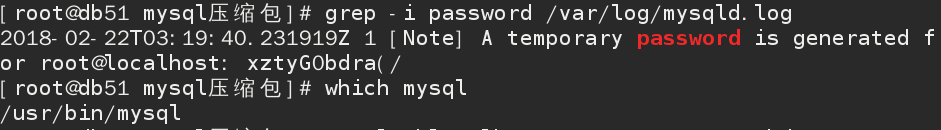 [root@db51 mysql压缩包]# grep -i password /var/log/mysqld.log
2018-02-22T03:19:40.231919Z 1 [Note] A temporary password is generated f
or root@localhost: xztyG0bdra(/
[root@db51 mysql压缩包]# which mysql
/usr/bin/mysql